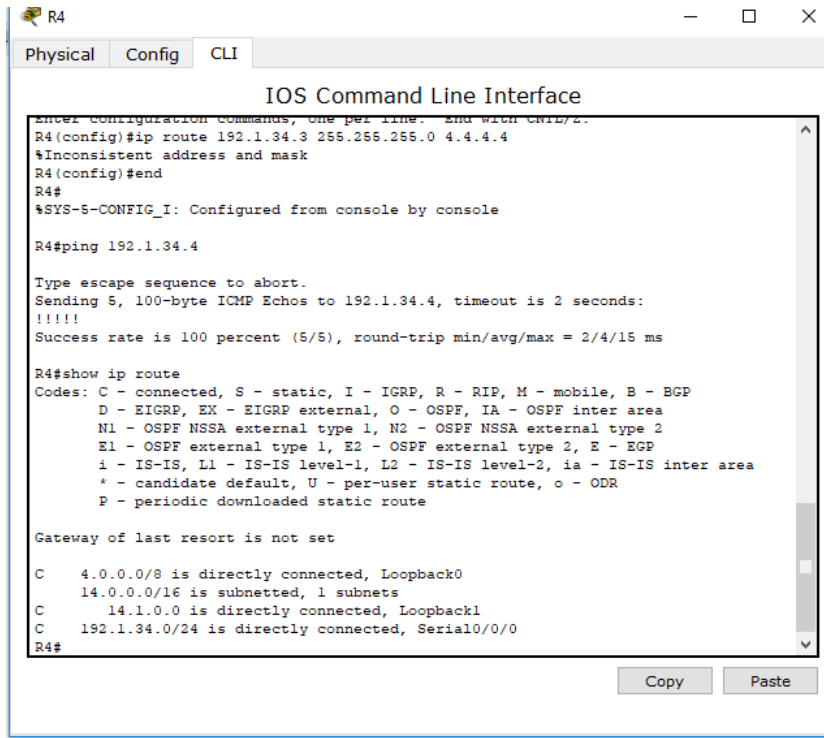 R4
Physical Config CLI
IOS Command Line Interface
Enter configuration commands, one per line. End with CNTL/Z.
R4(config)#ip route 192.1.34.3 255.255.255.0 4.4.4.4
%Inconsistent address and mask
R4(config)#end
R4#
%SYS-5-CONFIG_I: Configured from console by console
R4#ping 192.1.34.4
Type escape sequence to abort.
Sending 5, 100-byte ICMP Echos to 192.1.34.4, timeout is 2 seconds:
!!!!!
Success rate is 100 percent (5/5), round-trip min/avg/max = 2/4/15 ms
R4#show ip route
Codes: C - connected, S - static, I - IGRP, R - RIP, M - mobile, B - BGP
D - EIGRP, EX - EIGRP external, O - OSPF, IA - OSPF inter area
N1 - OSPF NSSA external type 1, N2 - OSPF NSSA external type 2
E1 - OSPF external type 1, E2 - OSPF external type 2, E - EGP
i - IS-IS, L1 - IS-IS level-1, L2 - IS-IS level-2, ia - IS-IS inter area
* - candidate default, U - per-user static route, o - ODR
P - periodic downloaded static route
Gateway of last resort is not set
C 4.0.0.0/8 is directly connected, Loopback0
14.0.0.0/16 is subnetted, 1 subnets
C 14.1.0.0 is directly connected, Loopback1
C 192.1.34.0/24 is directly connected, Serial0/0/0
R4#
Copy Paste